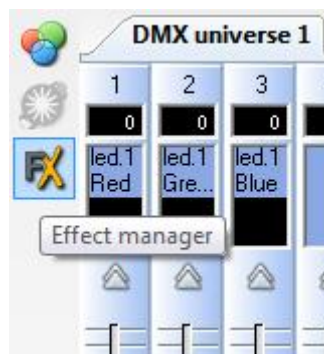 DMX universe 1
1 2 3
0 0 0
led.1 led.1 led.1
Red Gre... Blue
FX
Effect manager